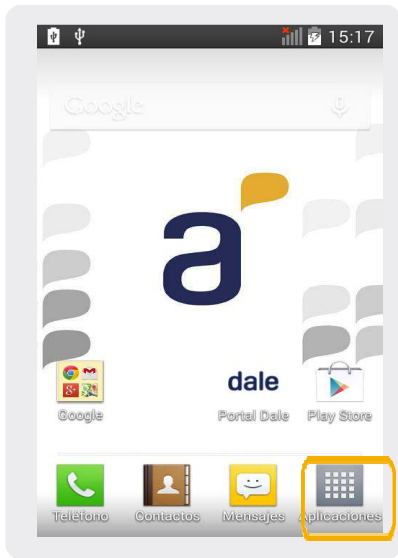 15:17
Google
a
dale
Google
Portal Dale
Play Store
Teléfono
Contactos
Mensajes
Aplicaciones